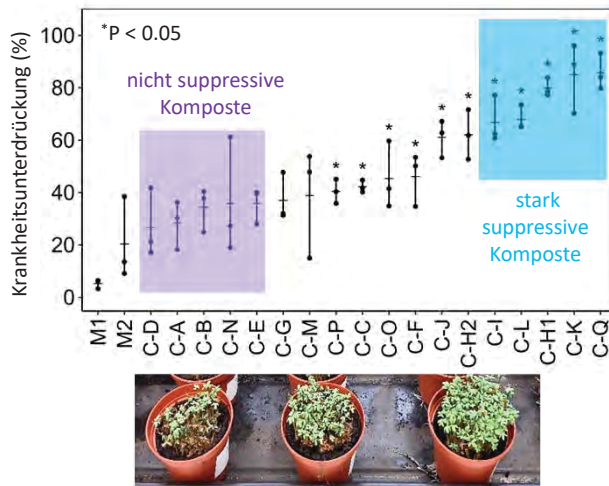 *P < 0.05
Krankheitsunterdrückung (%)
100
80
60
40
20
0
nicht suppressive
Komposte
* * * * * * * * * * *
stark
suppressive
Komposte
M1 M2 C-D C-A C-B C-N C-E C-G C-M C-P C-C C-O C-F C-J C-H2 C-I C-L C-H1 C-K C-Q